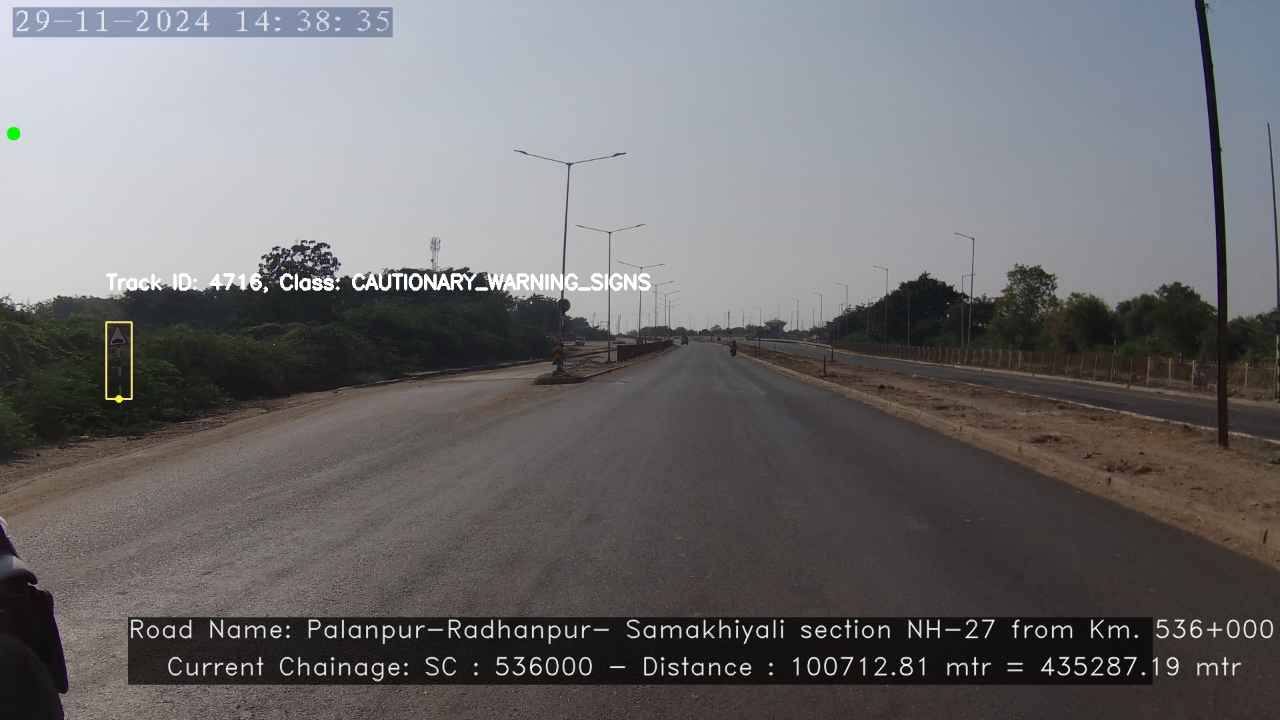 29-11-2024 14:38:35
Track ID: 4716, Class: CAUTIONARY_WARNING_SIGNS
Road Name: Palanpur-Radhanpur- Samakhiyali section NH-27 from Km. 536+000
Current Chainage: SC : 536000 - Distance : 100712.81 mtr = 435287.19 mtr